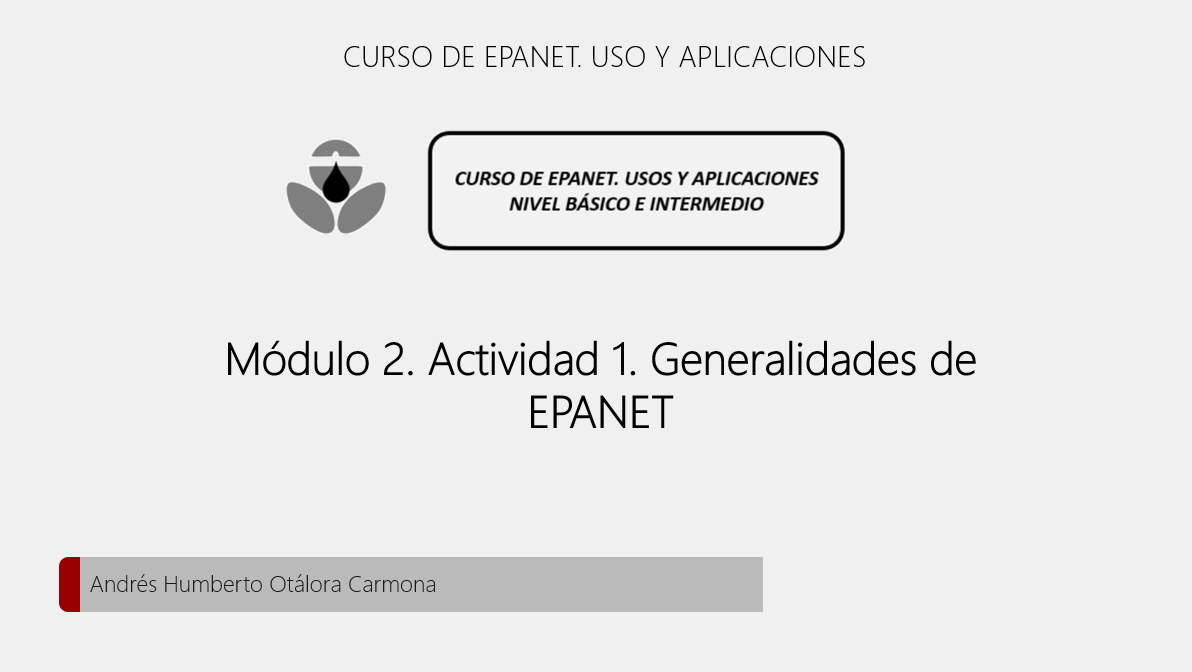 CURSO DE EPANET. USO Y APLICACIONES
CURSO DE EPANET. USOS Y APLICACIONES
NIVEL BÁSICO E INTERMEDIO
Módulo 2. Actividad 1. Generalidades de
EPANET
Andrés Humberto Otálora Carmona